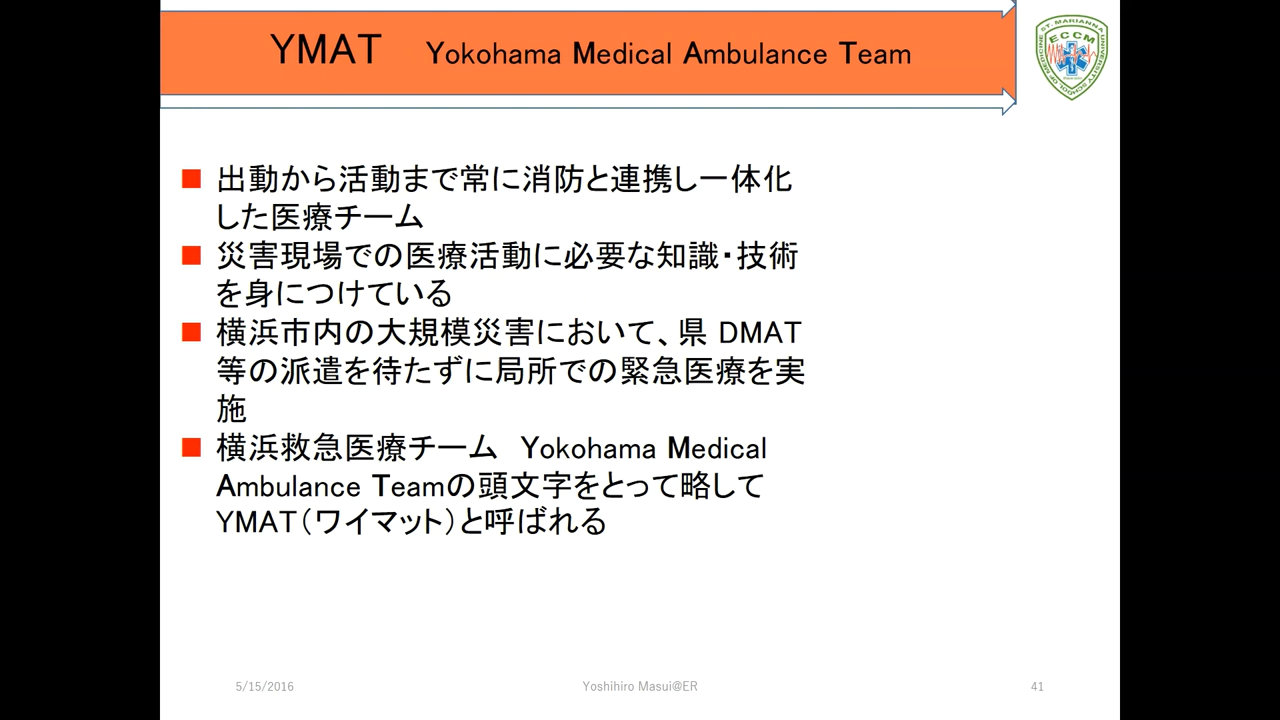 YMAT Yokohama Medical Ambulance Team
ST. MARIANNA UNIVERSITY SCHOOL OF MEDICINE
ECCM
出動から活動まで常に消防と連携し一体化
した医療チーム
災害現場での医療活動に必要な知識・技術
を身につけている
横浜市内の大規模災害において、県 DMAT
等の派遣を待たずに局所での緊急医療を実
施
横浜救急医療チーム Yokohama Medical
Ambulance Teamの頭文字をとって略して
YMAT（ワイマット）と呼ばれる
5/15/2016
Yoshihiro Masui@ER
41